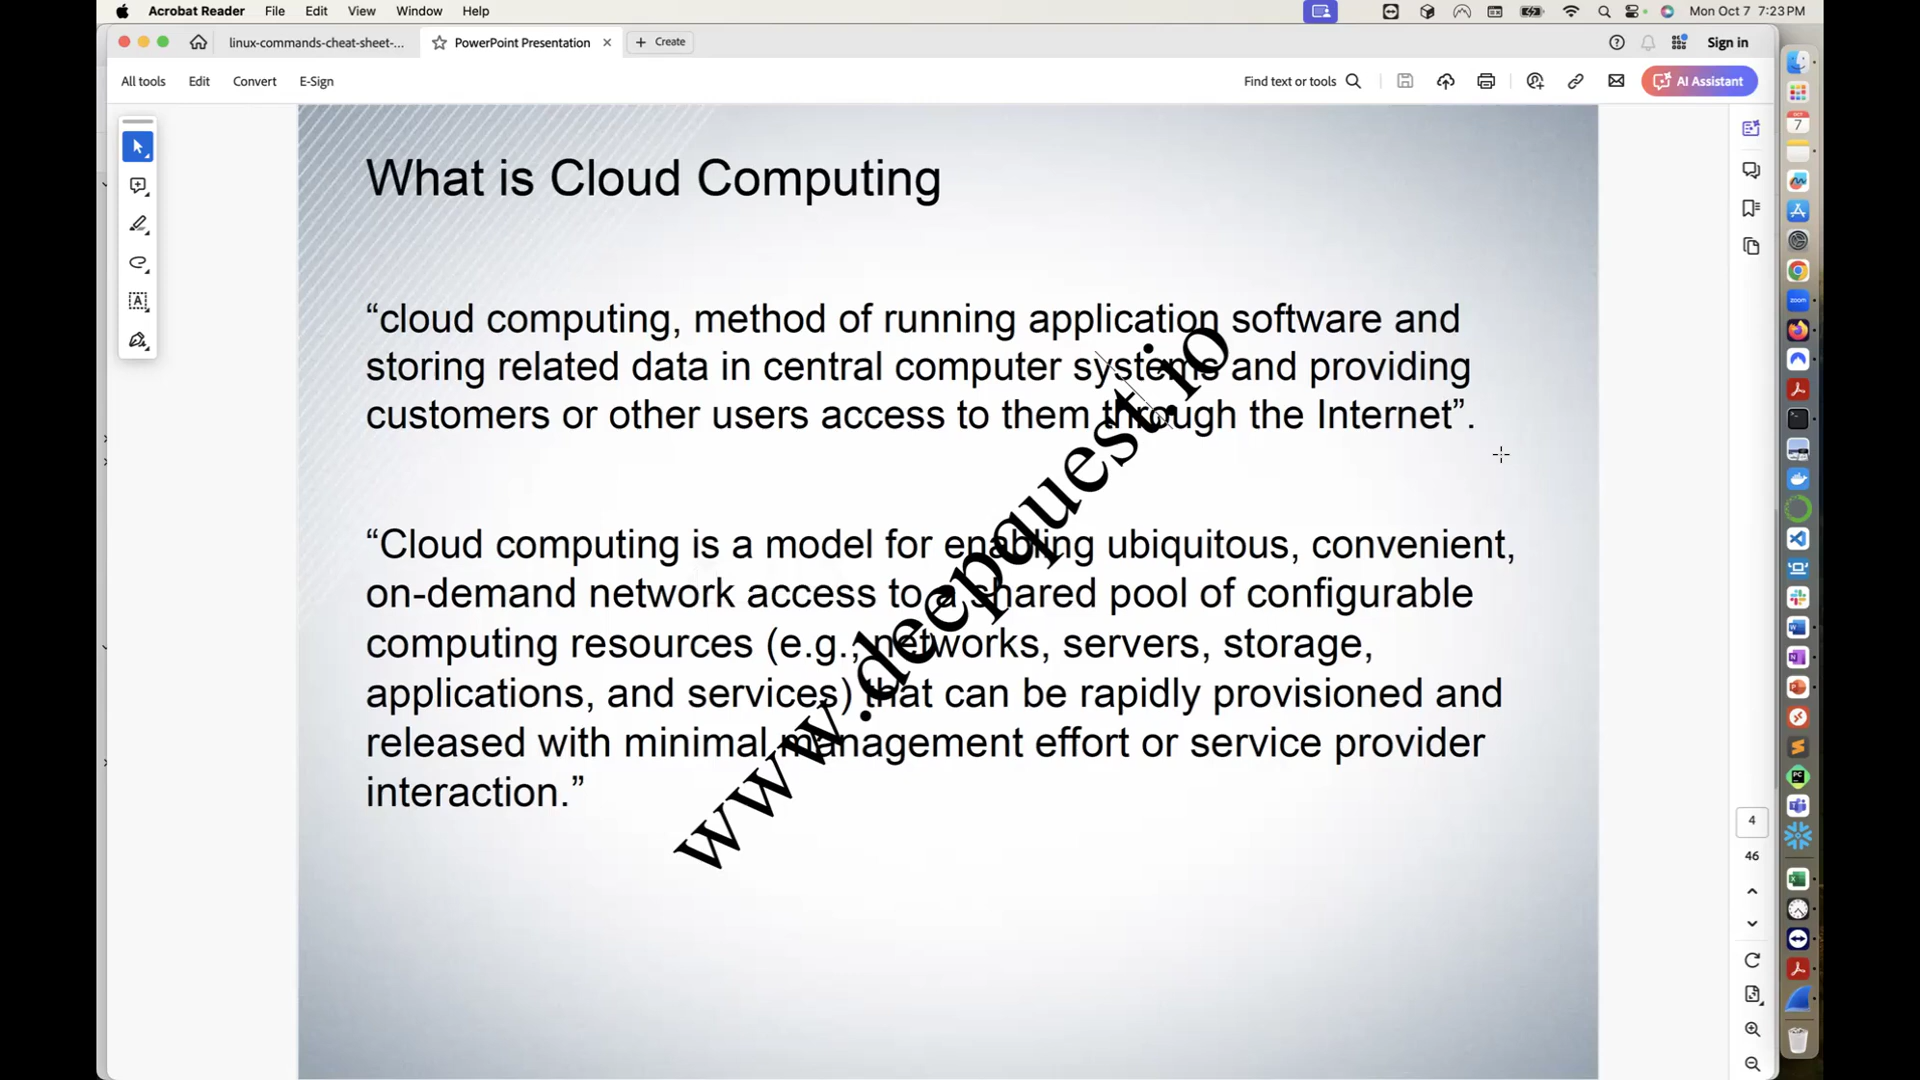 Acrobat Reader File Edit View Window Help Mon Oct 7 7:23 PM
linux-commands-cheat-sheet-... PowerPoint Presentation Create Sign in
All tools Edit Convert E-Sign Find text or tools AI Assistant
What is Cloud Computing
“cloud computing, method of running application software and
storing related data in central computer systems and providing
customers or other users access to them through the Internet”.
“Cloud computing is a model for enabling ubiquitous, convenient,
on-demand network access to a shared pool of configurable
computing resources (e.g., networks, servers, storage,
applications, and services) that can be rapidly provisioned and
released with minimal management effort or service provider
interaction.”
www.deepquest.io
4
46
OCT
7
zoom